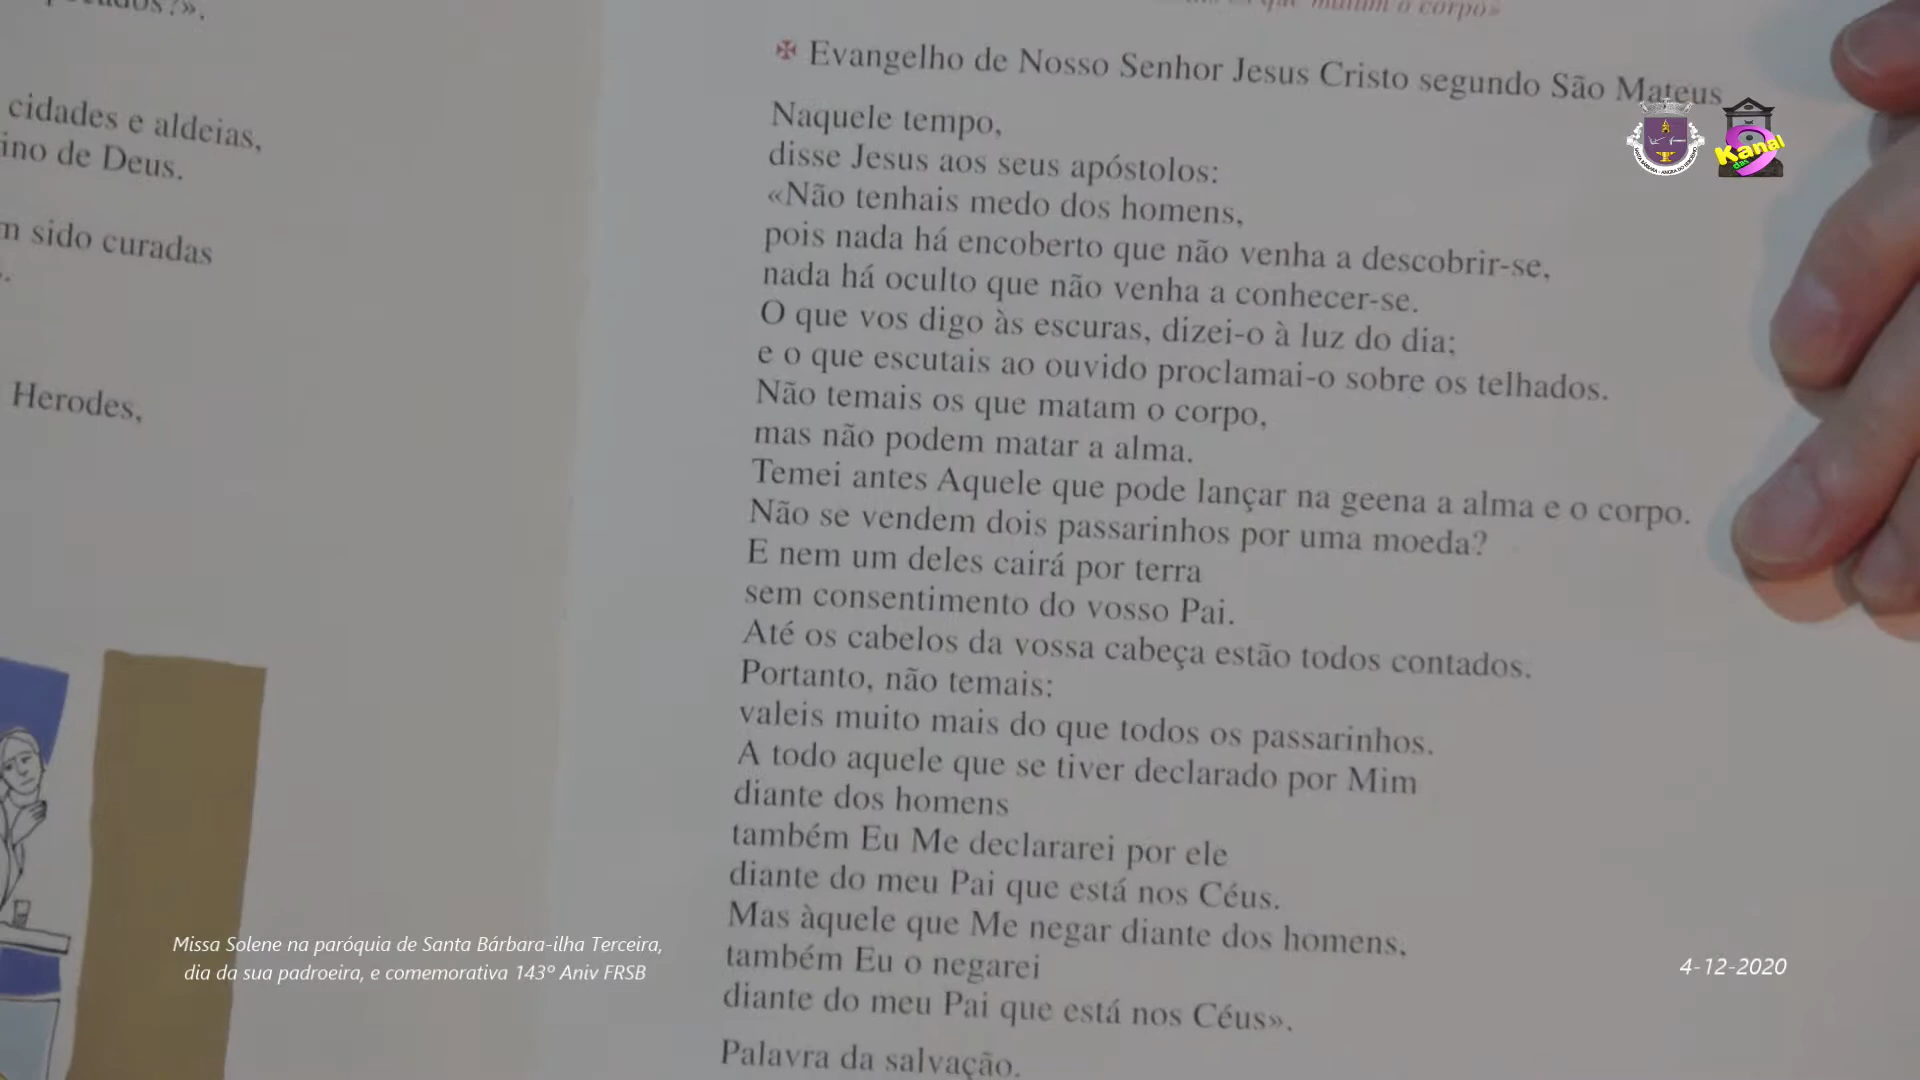 cidades e aldeias,
ino de Deus.
m sido curadas
Herodes,
que matam o corpo»
✠ Evangelho de Nosso Senhor Jesus Cristo segundo São Mateus
Naquele tempo,
disse Jesus aos seus apóstolos:
«Não tenhais medo dos homens,
pois nada há encoberto que não venha a descobrir-se,
nada há oculto que não venha a conhecer-se.
O que vos digo às escuras, dizei-o à luz do dia;
e o que escutais ao ouvido proclamai-o sobre os telhados.
Não temais os que matam o corpo,
mas não podem matar a alma.
Temei antes Aquele que pode lançar na geena a alma e o corpo.
Não se vendem dois passarinhos por uma moeda?
E nem um deles cairá por terra
sem consentimento do vosso Pai.
Até os cabelos da vossa cabeça estão todos contados.
Portanto, não temais:
valeis muito mais do que todos os passarinhos.
A todo aquele que se tiver declarado por Mim
diante dos homens
também Eu Me declararei por ele
diante do meu Pai que está nos Céus.
Mas àquele que Me negar diante dos homens,
também Eu o negarei
diante do meu Pai que está nos Céus».
Palavra da salvação.
Kanal
das
9
Missa Solene na paróquia de Santa Bárbara-ilha Terceira,
dia da sua padroeira, e comemorativa 143º Aniv FRSB
4-12-2020